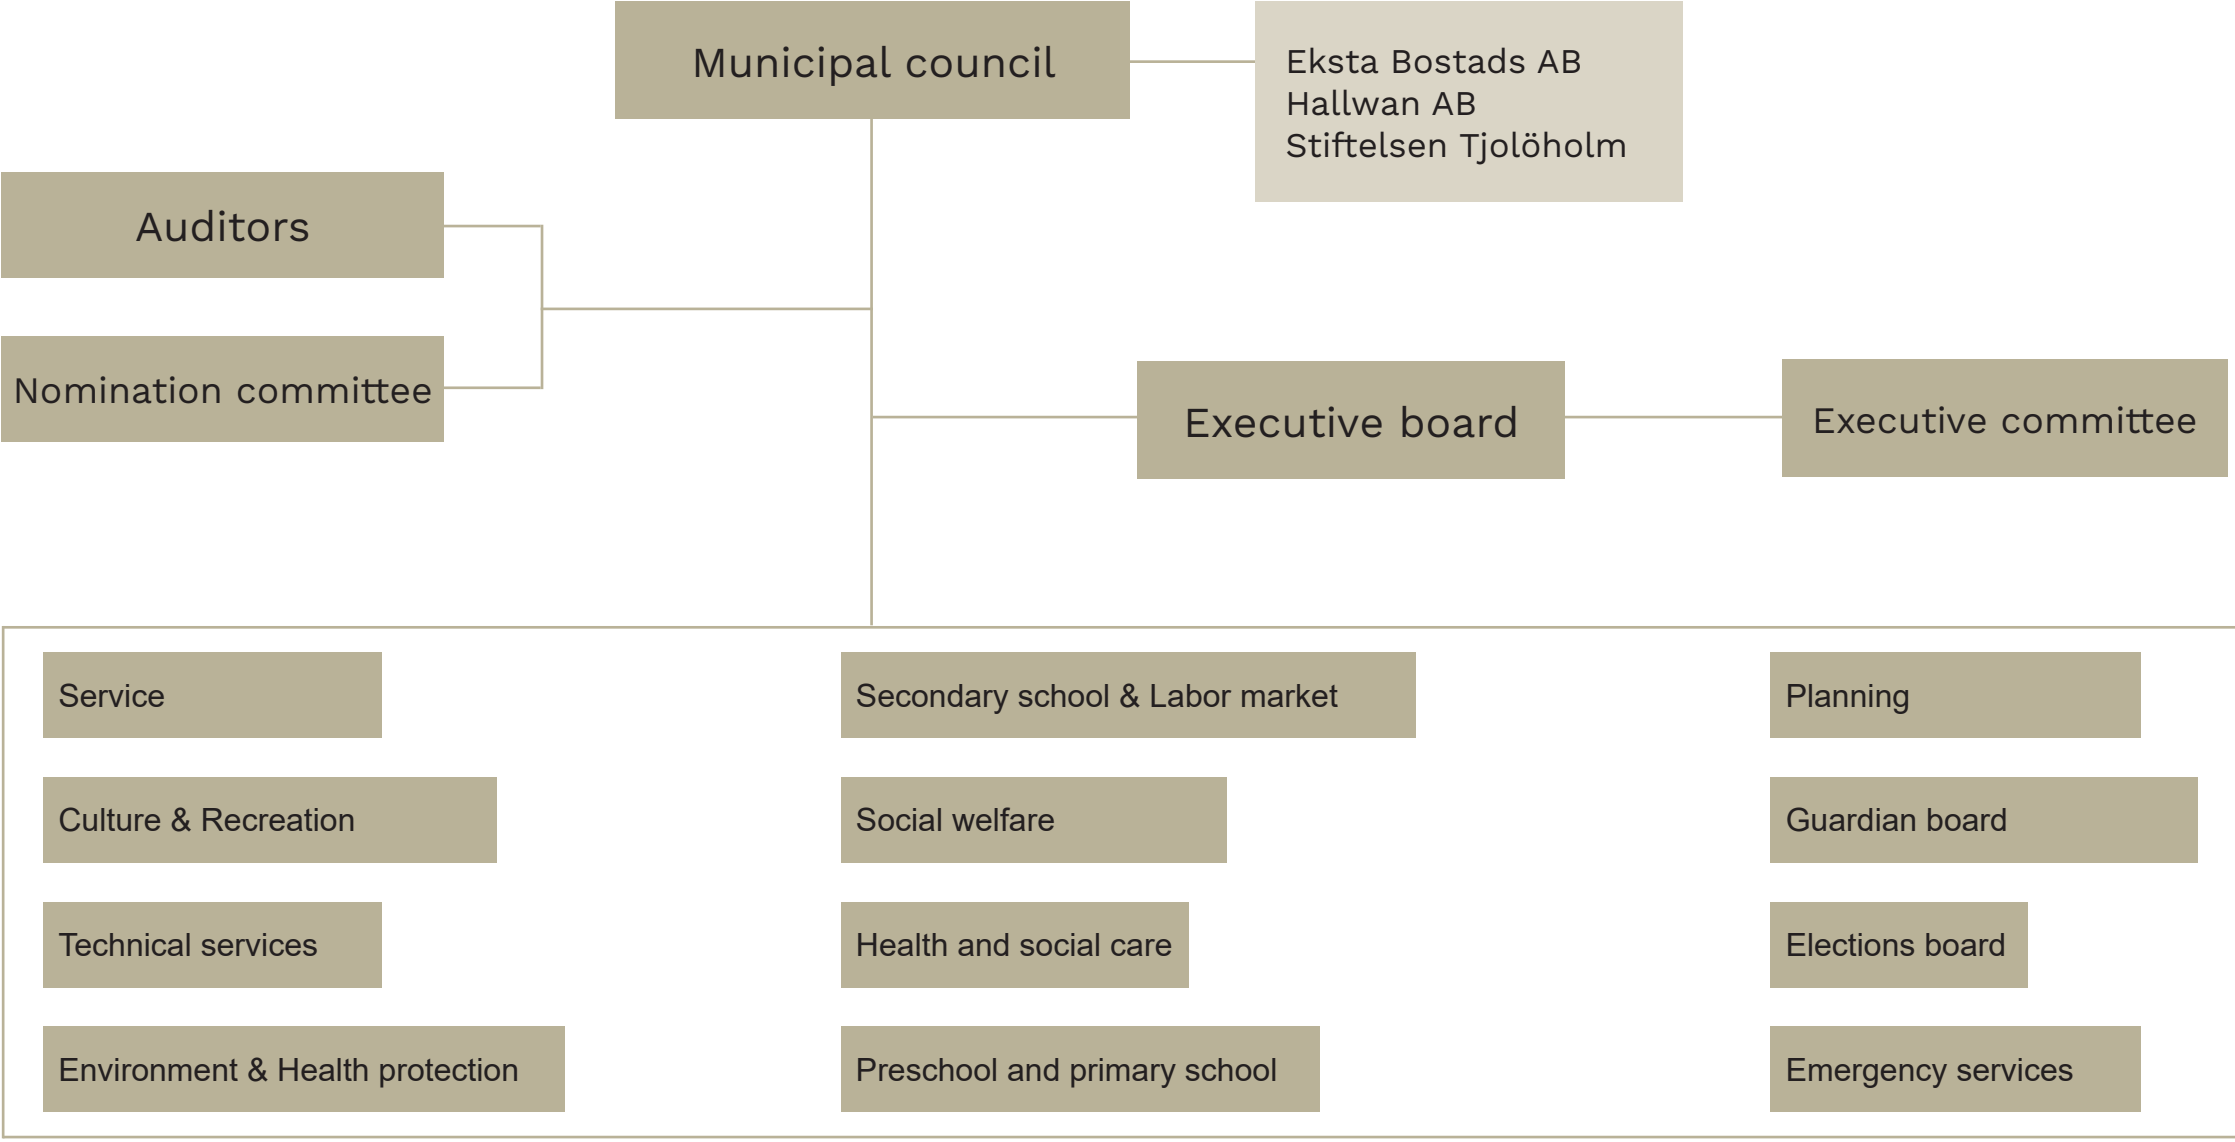 Municipal council
Eksta Bostads AB
Hallwan AB
Stiftelsen Tjolöholm
Auditors
Nomination committee
Executive board
Executive committee
Service
Secondary school & Labor market
Planning
Culture & Recreation
Social welfare
Guardian board
Technical services
Health and social care
Elections board
Environment & Health protection
Preschool and primary school
Emergency services